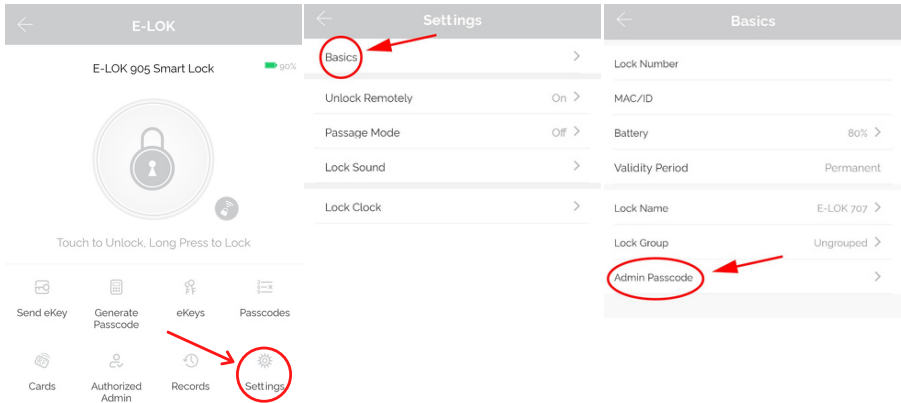 E-LOK
E-LOK 905 Smart Lock
90%
Touch to Unlock, Long Press to Lock
Send eKey
Generate
Passcode
eKeys
Passcodes
Cards
Authorized
Admin
Records
Settings
Settings
Basics
Unlock Remotely On
Passage Mode Off
Lock Sound
Lock Clock
Basics
Lock Number
MAC/ID
Battery 80%
Validity Period Permanent
Lock Name E-LOK 707
Lock Group Ungrouped
Admin Passcode